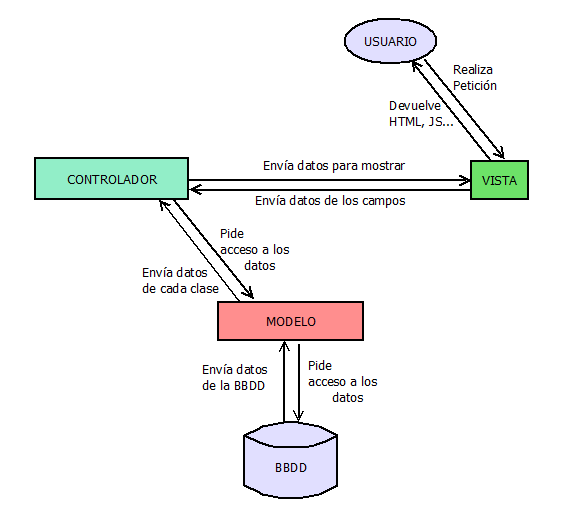 USUARIO
Realiza
Petición
Devuelve
HTML, JS...
Envía datos para mostrar
CONTROLADOR
VISTA
Envía datos de los campos
Pide
acceso a los
datos
Envía datos
de cada clase
MODELO
Envía datos
de la BBDD
Pide
acceso a los
datos
BBDD